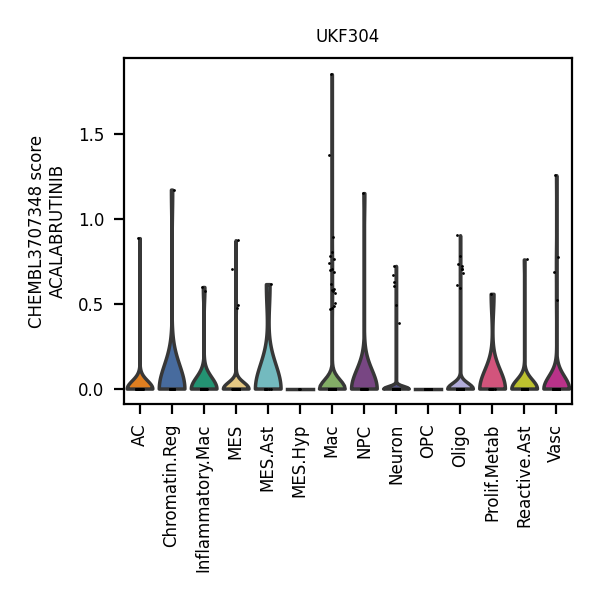 UKF304
CHEMBL3707348 score
ACALABRUTINIB
1.5
1.0
0.5
0.0
AC
Chromatin.Reg
Inflammatory.Mac
MES
MES.Ast
MES.Hyp
Mac
NPC
Neuron
OPC
Oligo
Prolif.Metab
Reactive.Ast
Vasc